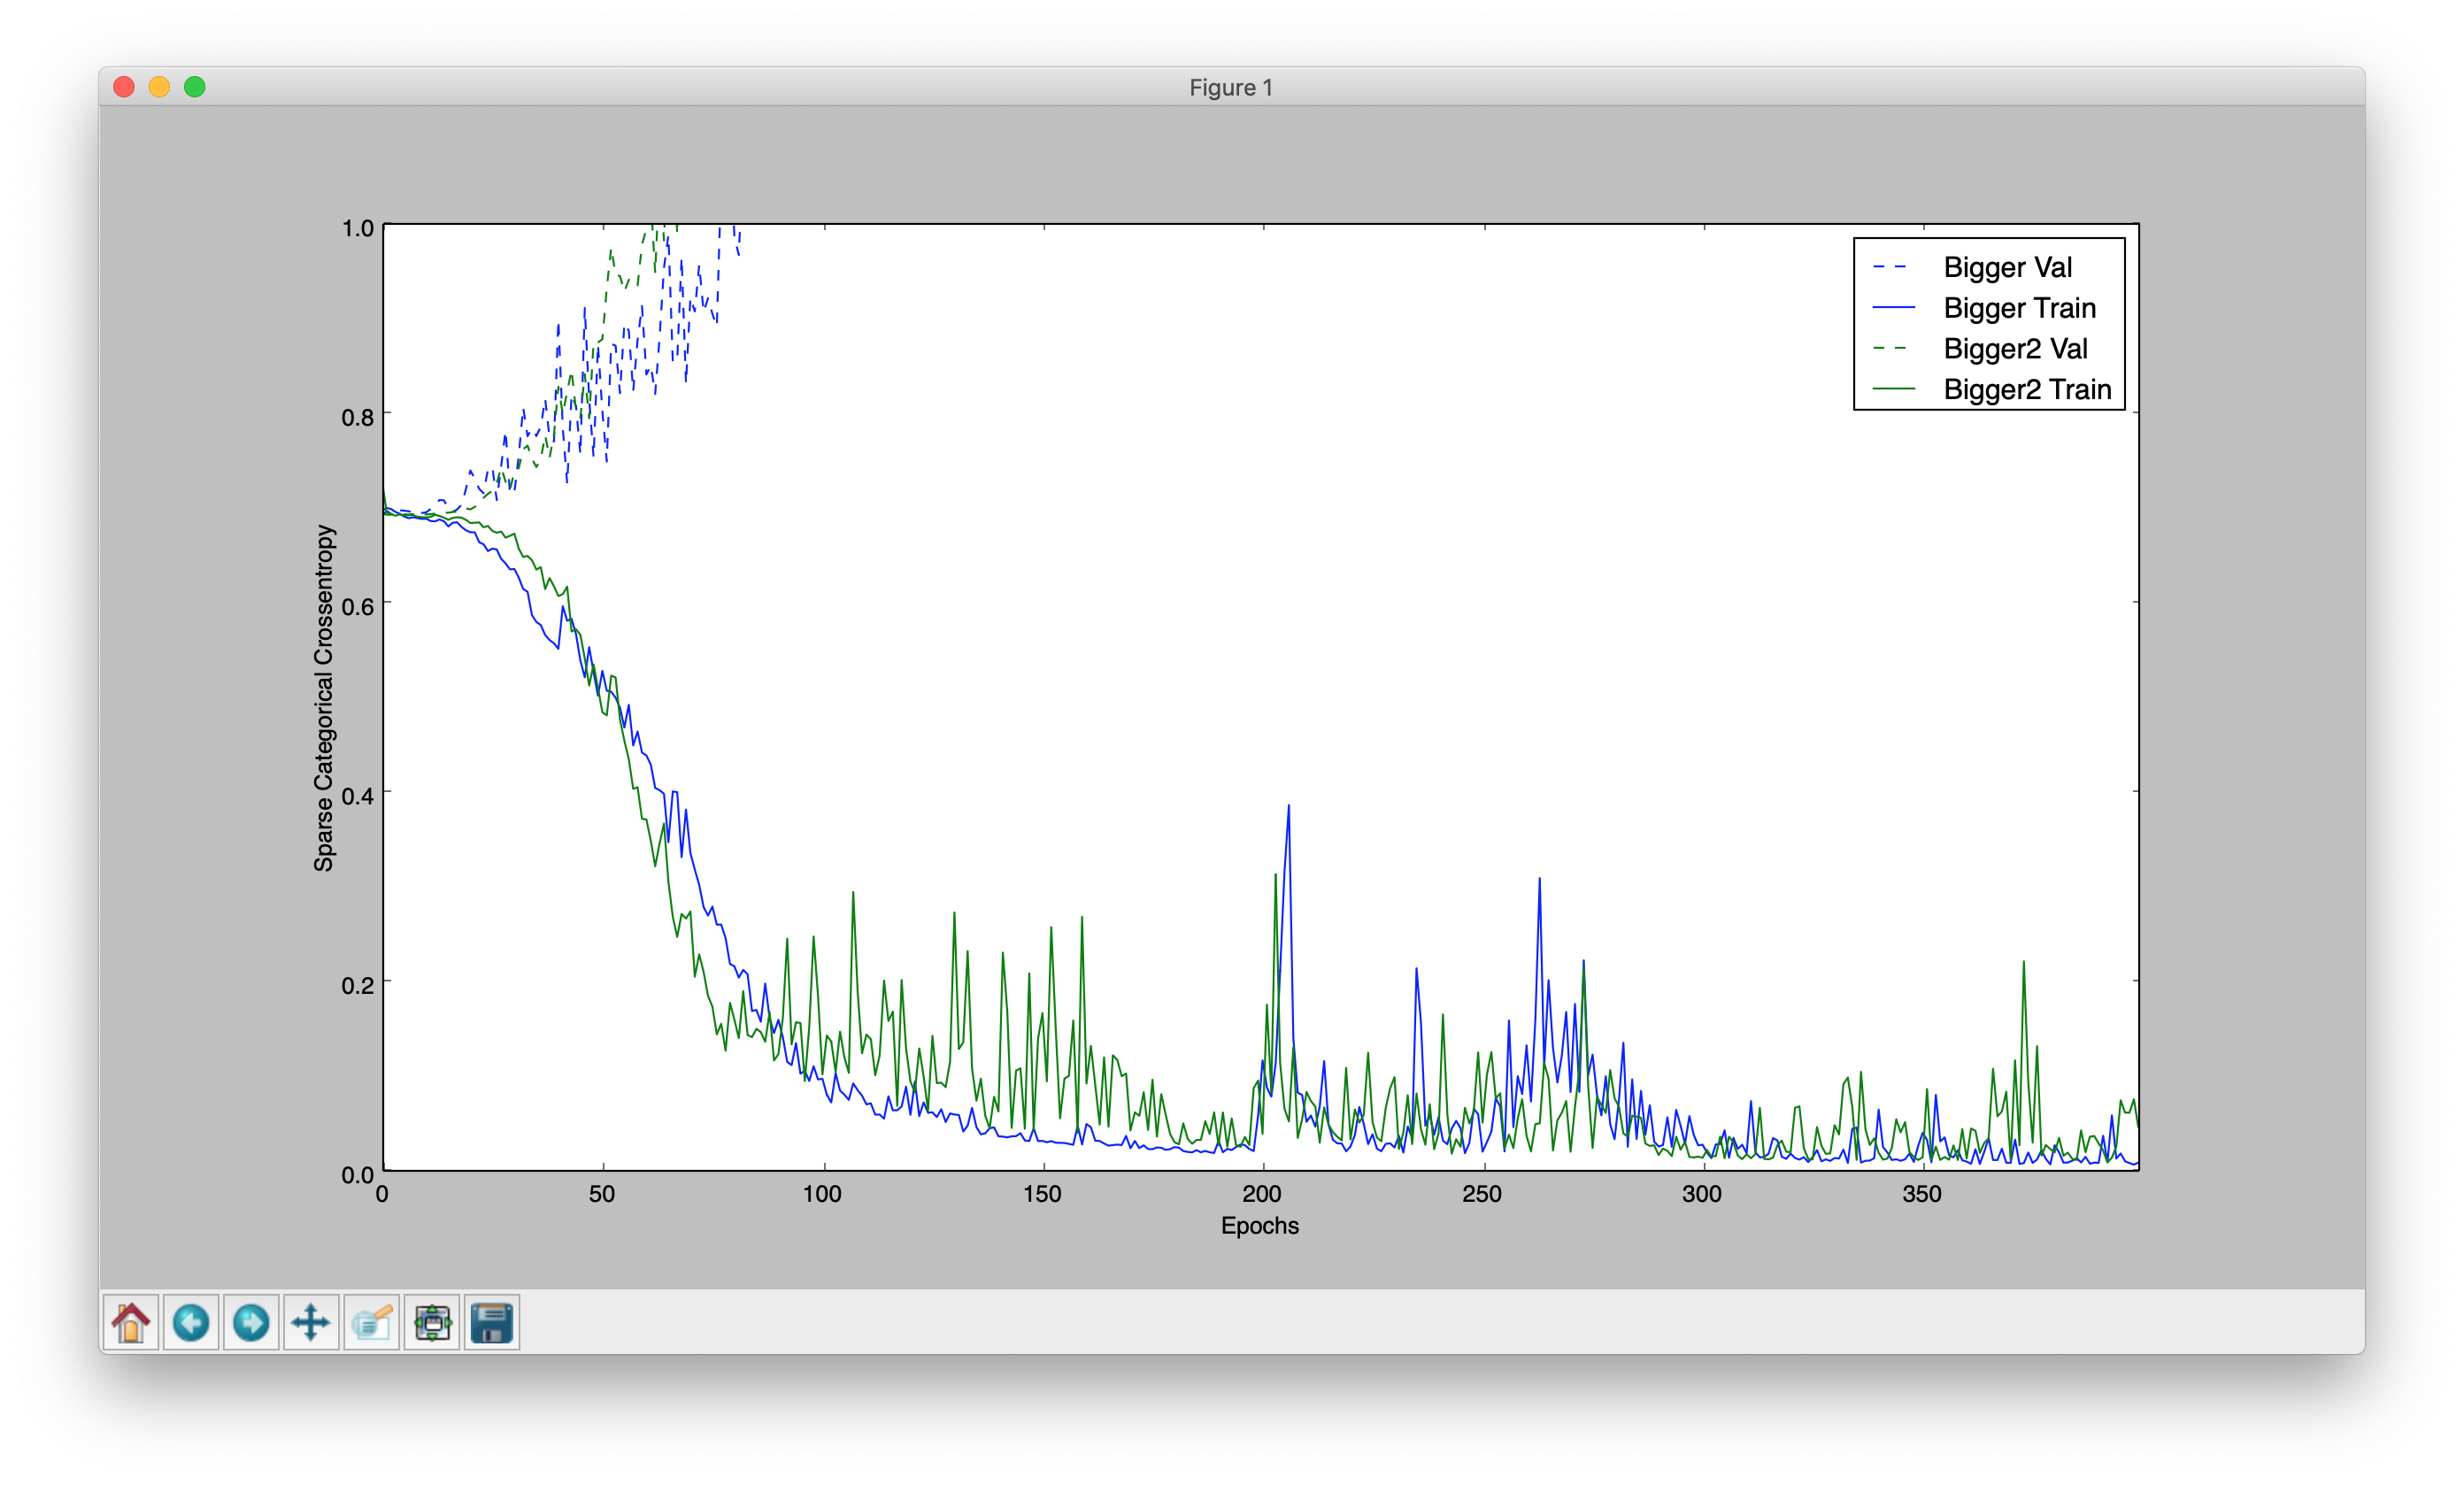 Figure 1
1.0
0.8
0.6
0.4
0.2
0.0
Sparse Categorical Crossentropy
Bigger Val
Bigger Train
Bigger2 Val
Bigger2 Train
0 50 100 150 200 250 300 350
Epochs